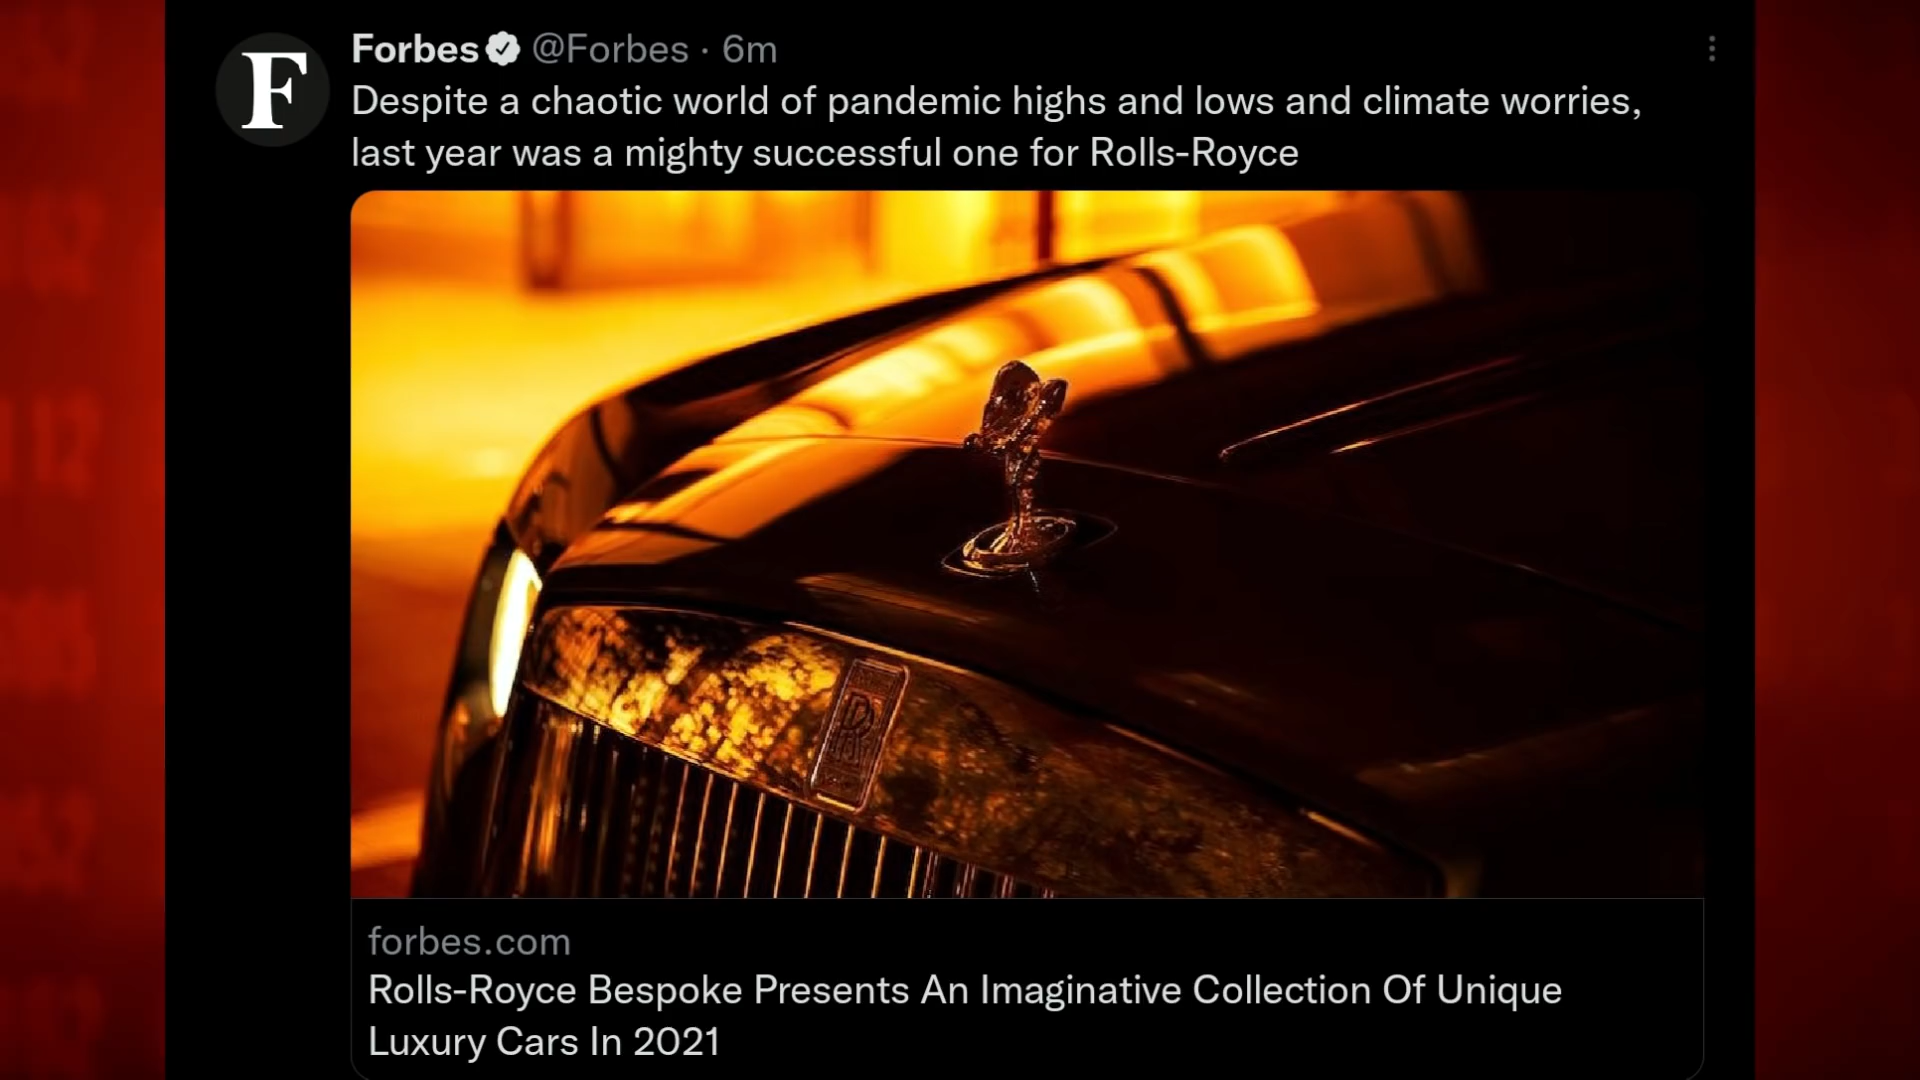 F
Forbes @Forbes · 6m
Despite a chaotic world of pandemic highs and lows and climate worries,
last year was a mighty successful one for Rolls-Royce
forbes.com
Rolls-Royce Bespoke Presents An Imaginative Collection Of Unique
Luxury Cars In 2021